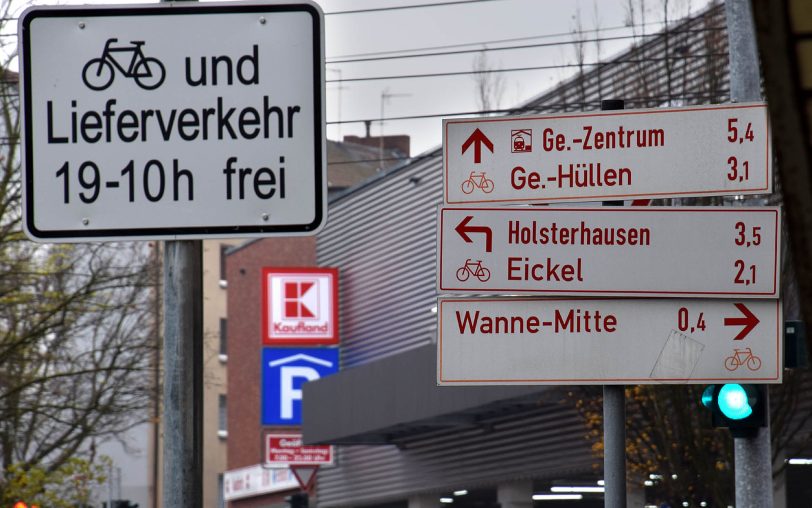 und
Lieferverkehr
19-10h frei
Ge.-Zentrum 5,4
Ge.-Hüllen 3,1
Holsterhausen 3,5
Eickel 2,1
Wanne-Mitte 0,4
K
Kaufland
P